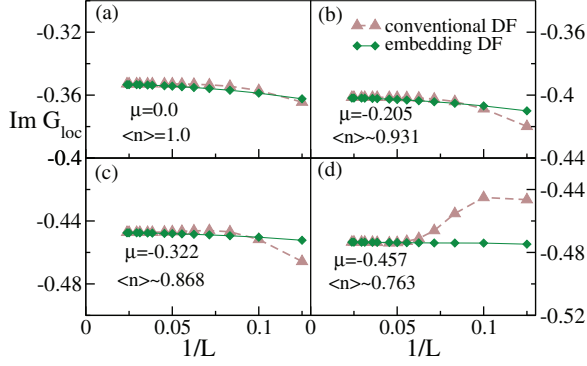 (a)
(b)
conventional DF
embedding DF
-0.32
-0.36
-0.4
Im G_loc
μ=0.0
<n>=1.0
μ=-0.205
<n>~0.931
-0.36
-0.4
-0.44
(c)
(d)
-0.44
-0.48
μ=-0.322
<n>~0.868
μ=-0.457
<n>~0.763
-0.44
-0.48
-0.52
0 0.05 0.1 0 0.05 0.1
1/L 1/L